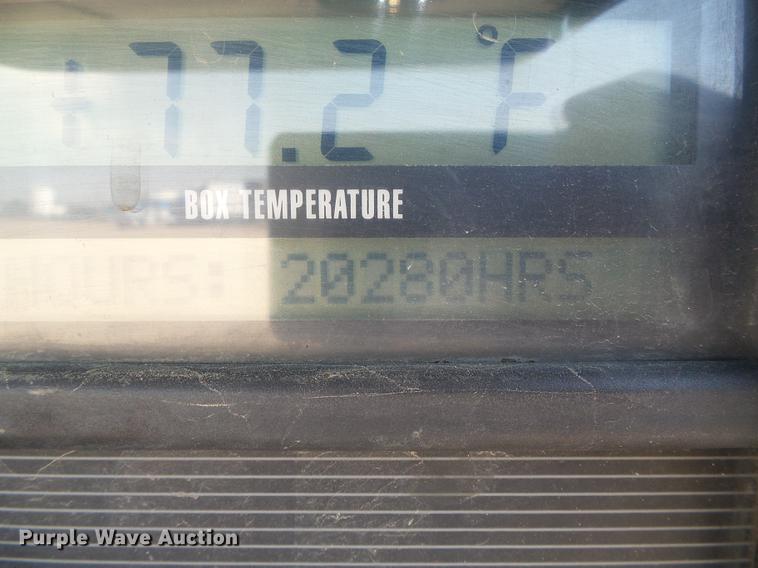 +77.2 °F
BOX TEMPERATURE
HOURS: 20280HRS
Purple Wave Auction